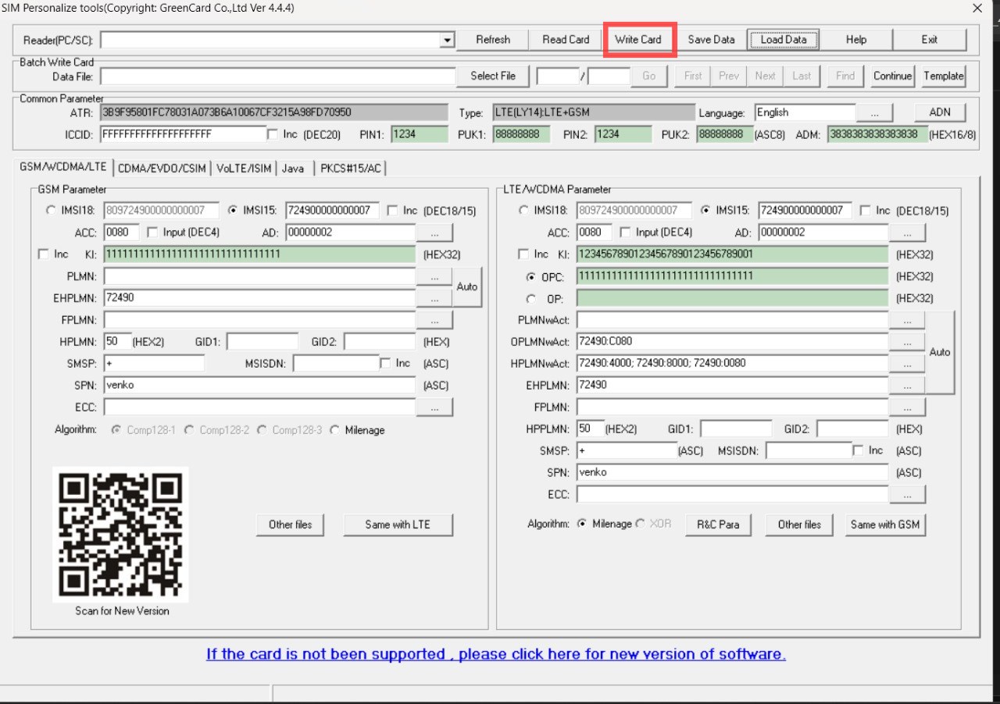 SIM Personalize tools(Copyright: GreenCard Co.,Ltd Ver 4.4.4)
Reader(PC/SC): Refresh Read Card Write Card Save Data Load Data Help Exit
Batch Write Card
Data File: Select File / Go First Prev Next Last Find Continue Template
Common Parameter
ATR: 3B9F95801FC78031A073B6A10067CF3215A98FD70950 Type: LTE(LY14):LTE+GSM Language: English ... ADN
ICCID: FFFFFFFFFFFFFFFFFFFF Inc (DEC20) PIN1: 1234 PUK1: 88888888 PIN2: 1234 PUK2: 88888888 (ASC8) ADM: 3838383838383838 (HEX16/8)
GSM/WCDMA/LTE CDMA/EVDO/CSIM VoLTE/ISIM Java PKCS#15/AC
GSM Parameter
IMSI18: 809724900000000007 IMSI15: 724900000000007 Inc (DEC18/15)
ACC: 0080 Input (DEC4) AD: 00000002 ...
Inc KI: 11111111111111111111111111111111 (HEX32)
PLMN: ...
Auto
EHPLMN: 72490 ...
FPLMN: ...
HPLMN: 50 (HEX2) GID1: GID2: (HEX)
SMSP: + MSISDN: Inc (ASC)
SPN: venko (ASC)
ECC: ...
Algorithm: Comp128-1 Comp128-2 Comp128-3 Milenage
Other files Same with LTE
Scan for New Version
LTE/WCDMA Parameter
IMSI18: 809724900000000007 IMSI15: 724900000000007 Inc (DEC18/15)
ACC: 0080 Input (DEC4) AD: 00000002 ...
Inc KI: 12345678901234567890123456789001 (HEX32)
OPC: 11111111111111111111111111111111 (HEX32)
OP: (HEX32)
PLMNwAct: ...
OPLMNwAct: 72490:C080 ...
Auto
HPLMNwAct: 72490:4000; 72490:8000; 72490:0080 ...
EHPLMN: 72490 ...
FPLMN: ...
HPPLMN: 50 (HEX2) GID1: GID2: (HEX)
SMSP: + (ASC) MSISDN: Inc (ASC)
SPN: venko (ASC)
ECC: ...
Algorithm: Milenage XOR R&C Para Other files Same with GSM
If the card is not been supported , please click here for new version of software.